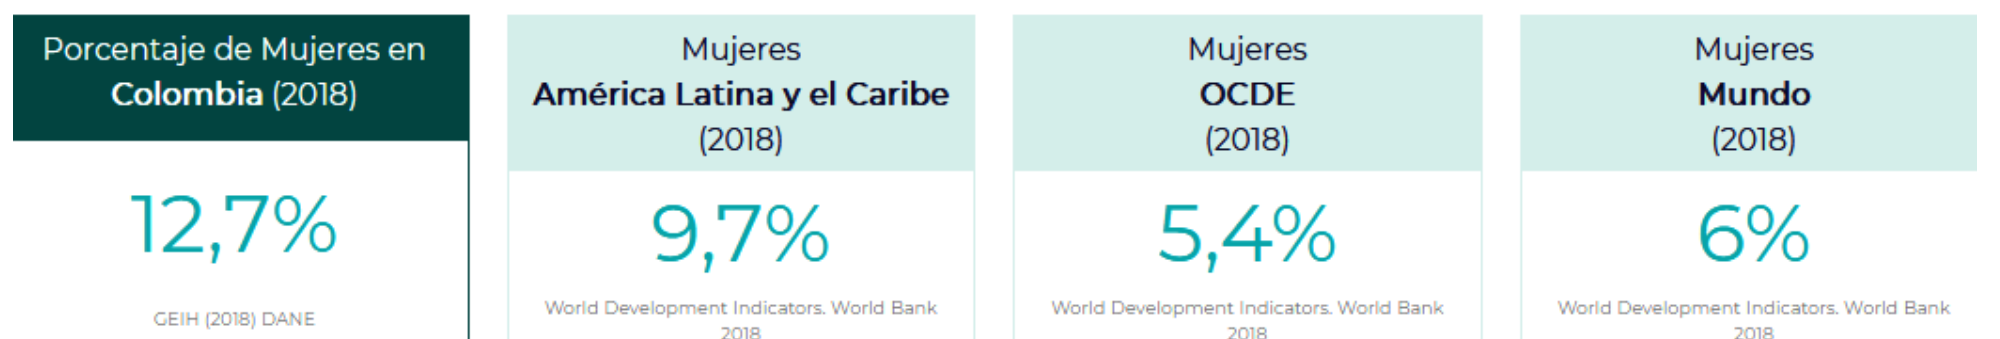 Porcentaje de Mujeres en
Colombia (2018)
12,7%
GEIH (2018) DANE
Mujeres
América Latina y el Caribe
(2018)
9,7%
World Development Indicators. World Bank
2018
Mujeres
OCDE
(2018)
5,4%
World Development Indicators. World Bank
2018
Mujeres
Mundo
(2018)
6%
World Development Indicators. World Bank
2018